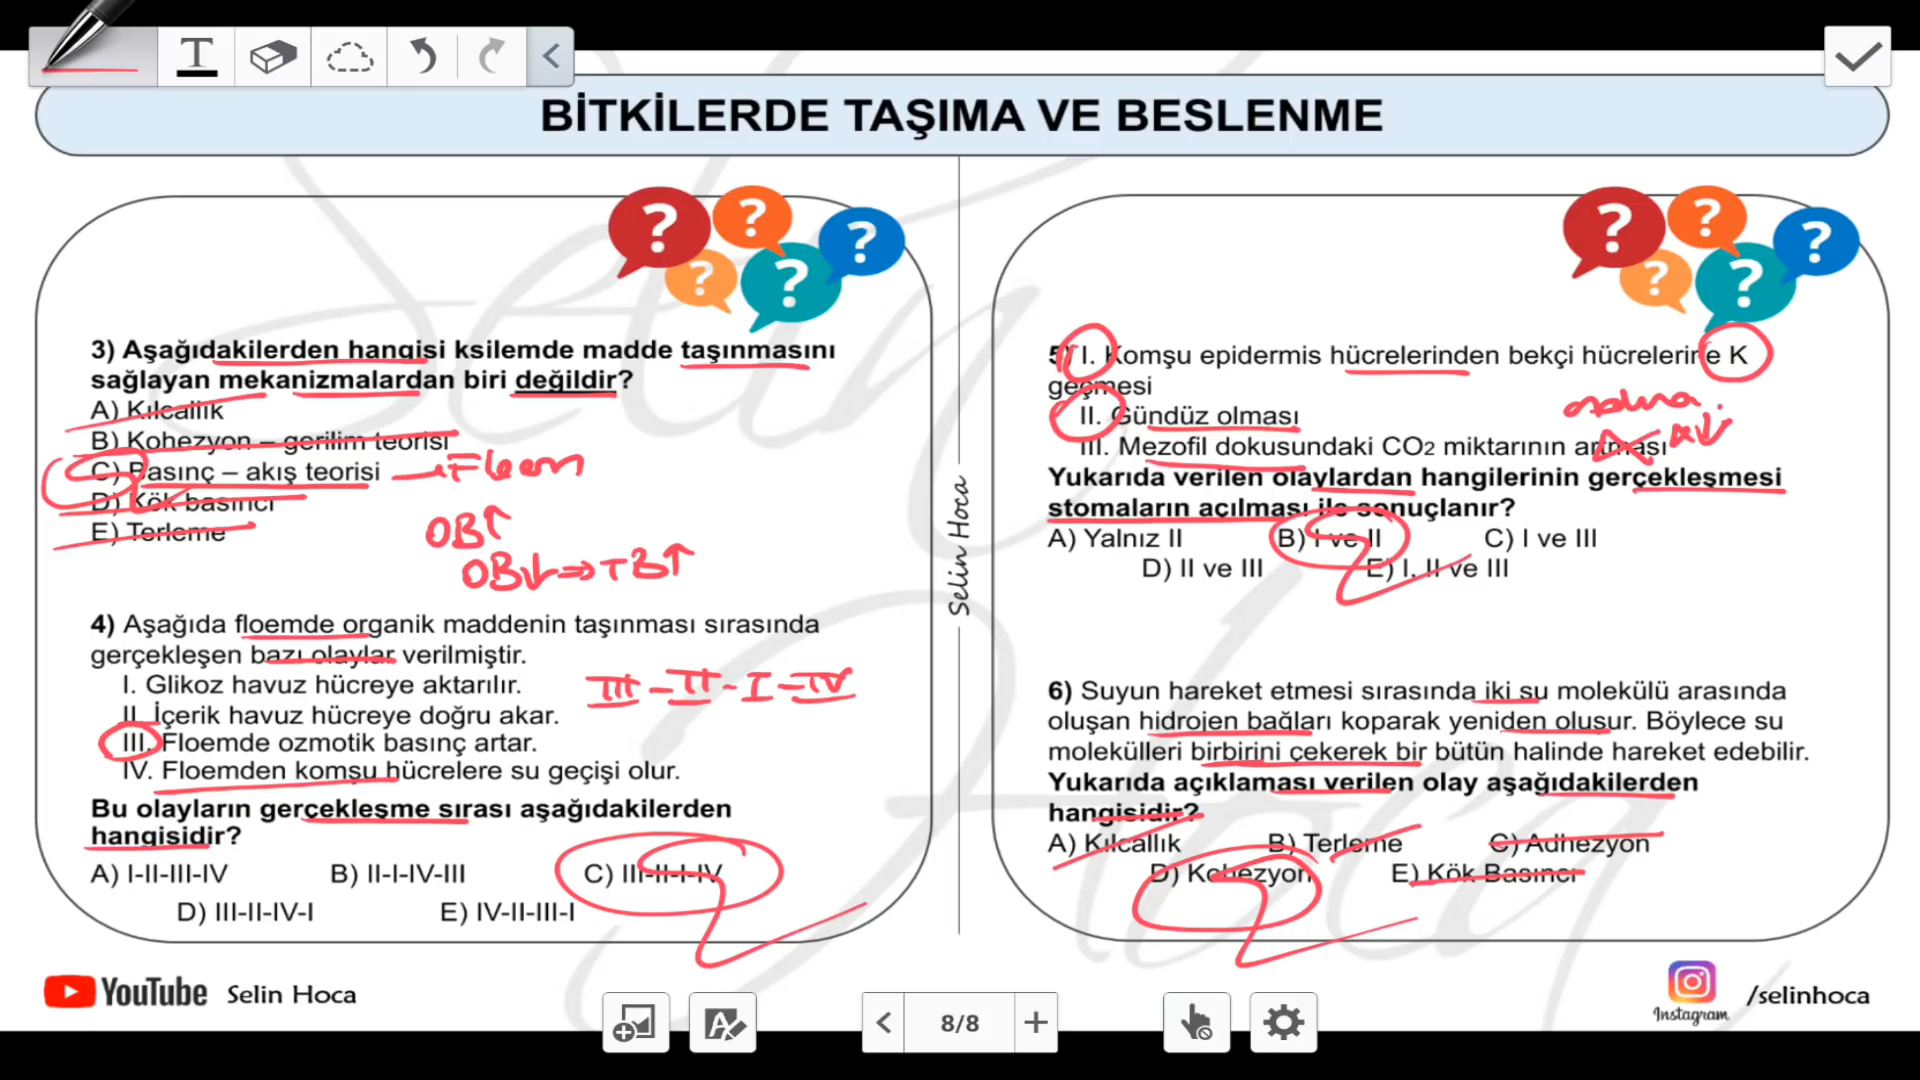 T
BİTKİLERDE TAŞIMA VE BESLENME
3) Aşağıdakilerden hangisi ksilemde madde taşınmasını
sağlayan mekanizmalardan biri değildir?
A) Kılcallık
B) Kohezyon – gerilim teorisi
C) Basınç – akış teorisi → Floem
D) Kök basıncı
E) Terleme
OB↑
OB↓ ⇒ TB↑
4) Aşağıda floemde organik maddenin taşınması sırasında
gerçekleşen bazı olaylar verilmiştir.
I. Glikoz havuz hücreye aktarılır.
III – II - I - IV
II. İçerik havuz hücreye doğru akar.
III. Floemde ozmotik basınç artar.
IV. Floemden komşu hücrelere su geçişi olur.
Bu olayların gerçekleşme sırası aşağıdakilerden
hangisidir?
A) I-II-III-IV B) II-I-IV-III C) III-II-I-IV
D) III-II-IV-I E) IV-II-III-I
Selin Hoca
5) I. Komşu epidermis hücrelerinden bekçi hücrelerine K
geçmesi
II. Gündüz olması
III. Mezofil dokusundaki CO2 miktarının artması
Yukarıda verilen olaylardan hangilerinin gerçekleşmesi
stomaların açılması ile sonuçlanır?
A) Yalnız II B) I ve II C) I ve III
D) II ve III E) I, II ve III
6) Suyun hareket etmesi sırasında iki su molekülü arasında
oluşan hidrojen bağları koparak yeniden oluşur. Böylece su
molekülleri birbirini çekerek bir bütün halinde hareket edebilir.
Yukarıda açıklaması verilen olay aşağıdakilerden
hangisidir?
A) Kılcallık B) Terleme C) Adhezyon
D) Kohezyon E) Kök Basıncı
YouTube Selin Hoca
8/8
Instagram /selinhoca